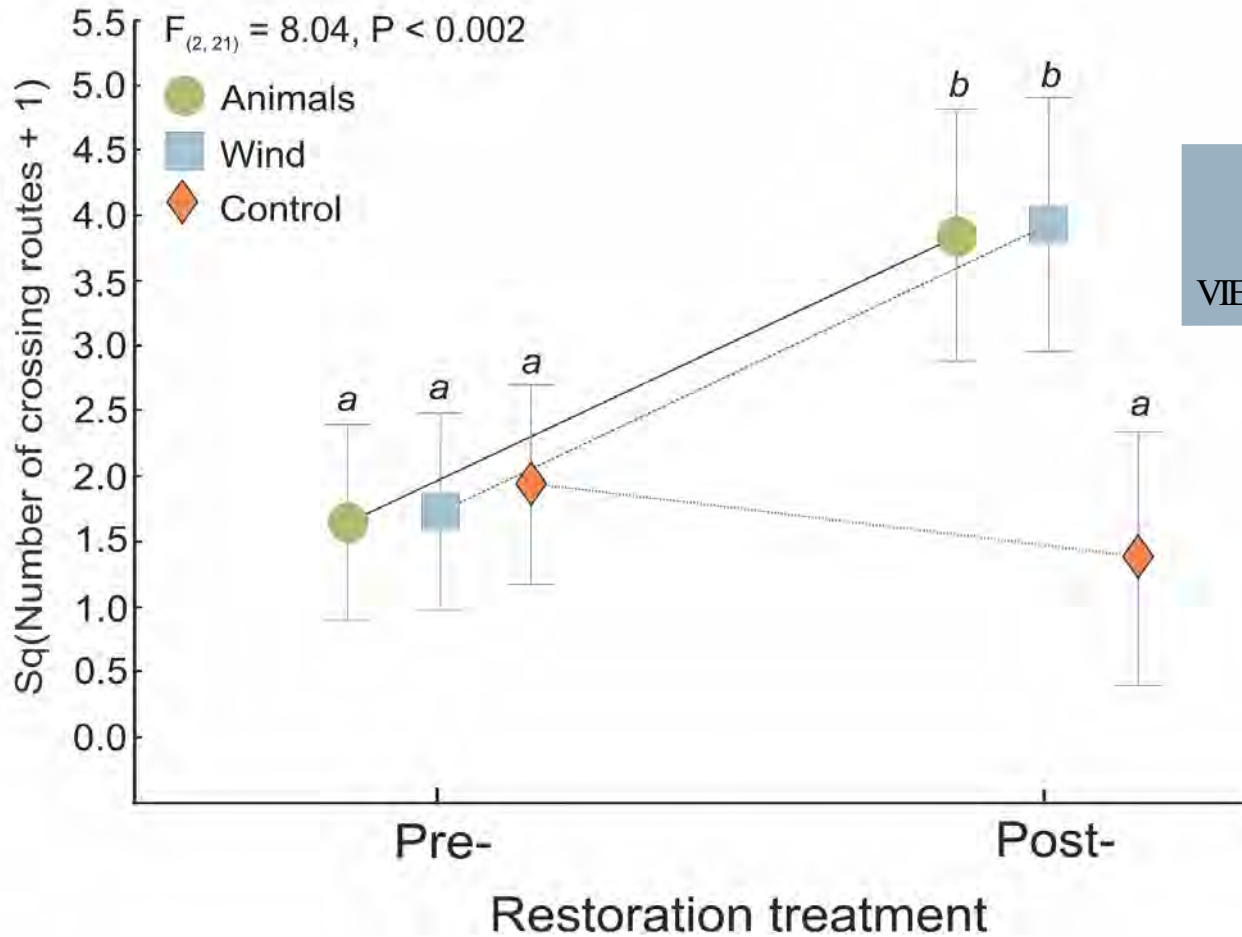 F(2, 21) = 8.04, P < 0.002
Animals
Wind
Control
Sq(Number of crossing routes + 1)
5.5
5.0
4.5
4.0
3.5
3.0
2.5
2.0
1.5
1.0
0.5
0.0
a
a
a
b
b
a
VIE
Pre-
Post-
Restoration treatment